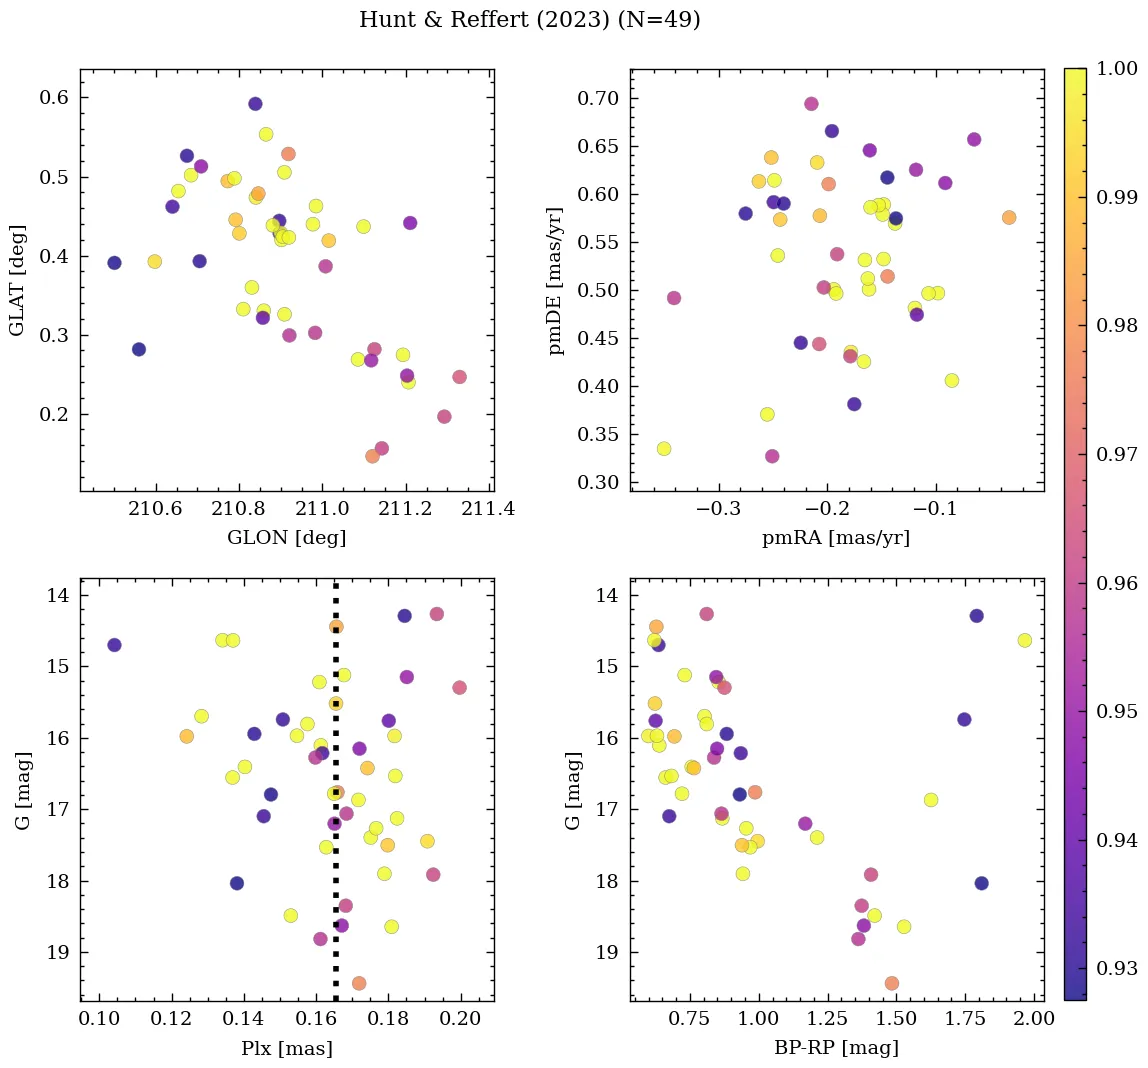 Hunt & Reffert (2023) (N=49)
0.6
0.5
0.4
0.3
0.2
GLAT [deg]
210.6 210.8 211.0 211.2 211.4
GLON [deg]
0.70
0.65
0.60
0.55
0.50
0.45
0.40
0.35
0.30
pmDE [mas/yr]
−0.3 −0.2 −0.1
pmRA [mas/yr]
14
15
16
17
18
19
G [mag]
0.10 0.12 0.14 0.16 0.18 0.20
Plx [mas]
14
15
16
17
18
19
G [mag]
0.75 1.00 1.25 1.50 1.75 2.00
BP-RP [mag]
1.00
0.99
0.98
0.97
0.96
0.95
0.94
0.93